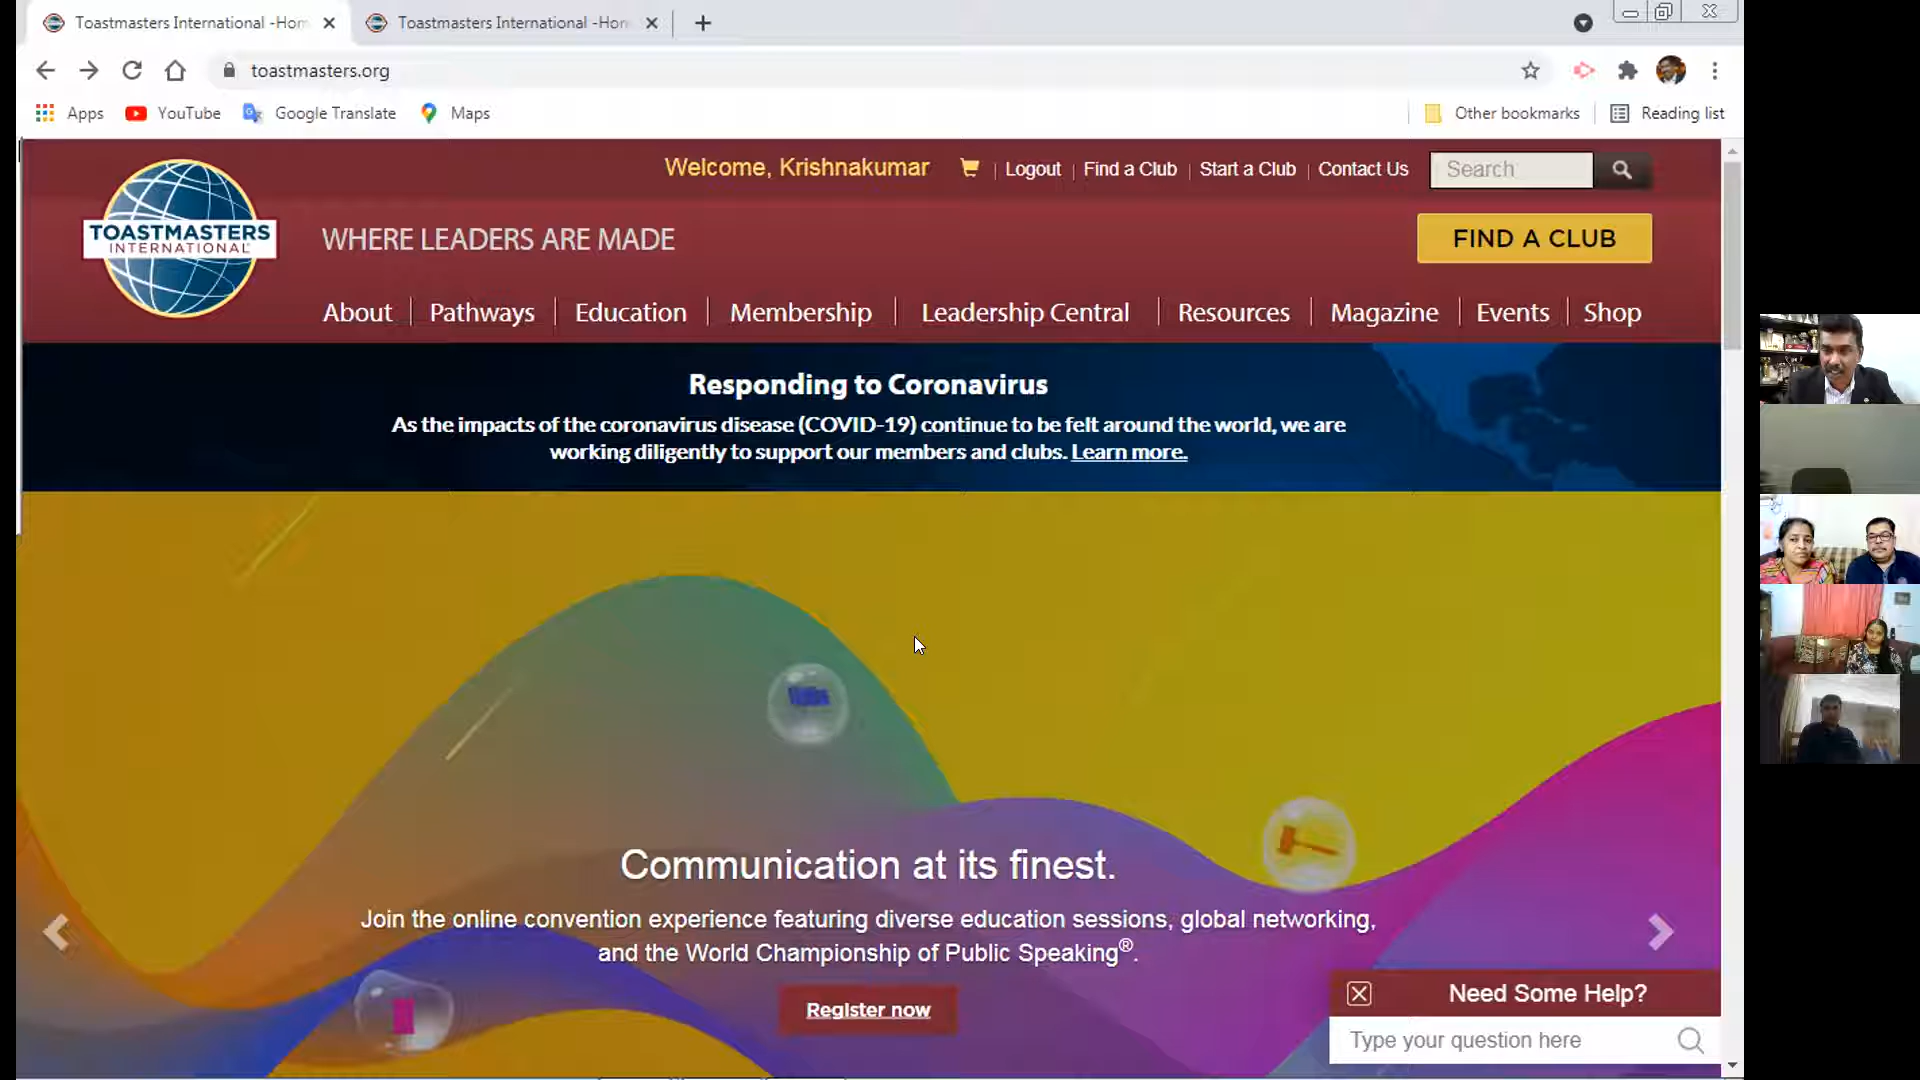 Toastmasters International -Hom
Toastmasters International -Hom
toastmasters.org
Apps
YouTube
Google Translate
Maps
Other bookmarks
Reading list
Welcome, Krishnakumar
Logout
Find a Club
Start a Club
Contact Us
Search
TOASTMASTERS
INTERNATIONAL
WHERE LEADERS ARE MADE
FIND A CLUB
About
Pathways
Education
Membership
Leadership Central
Resources
Magazine
Events
Shop
Responding to Coronavirus
As the impacts of the coronavirus disease (COVID-19) continue to be felt around the world, we are
working diligently to support our members and clubs. Learn more.
Communication at its finest.
Join the online convention experience featuring diverse education sessions, global networking,
and the World Championship of Public Speaking®.
Register now
Need Some Help?
Type your question here